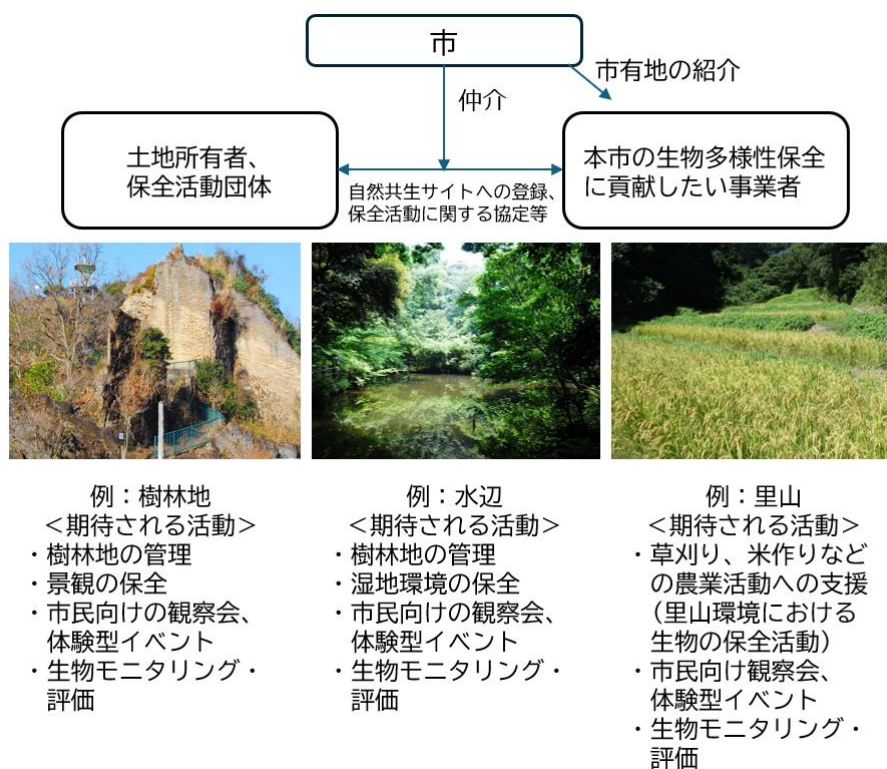 市
市有地の紹介
仲介
土地所有者、
保全活動団体
本市の生物多様性保全
に貢献したい事業者
自然共生サイトへの登録、
保全活動に関する協定等
例：樹林地
＜期待される活動＞
・樹林地の管理
・景観の保全
・市民向けの観察会、
体験型イベント
・生物モニタリング・
評価
例：水辺
＜期待される活動＞
・樹林地の管理
・湿地環境の保全
・市民向けの観察会、
体験型イベント
・生物モニタリング・
評価
例：里山
＜期待される活動＞
・草刈り、米作りなど
の農業活動への支援
（里山環境における
生物の保全活動）
・市民向け観察会、
体験型イベント
・生物モニタリング・
評価